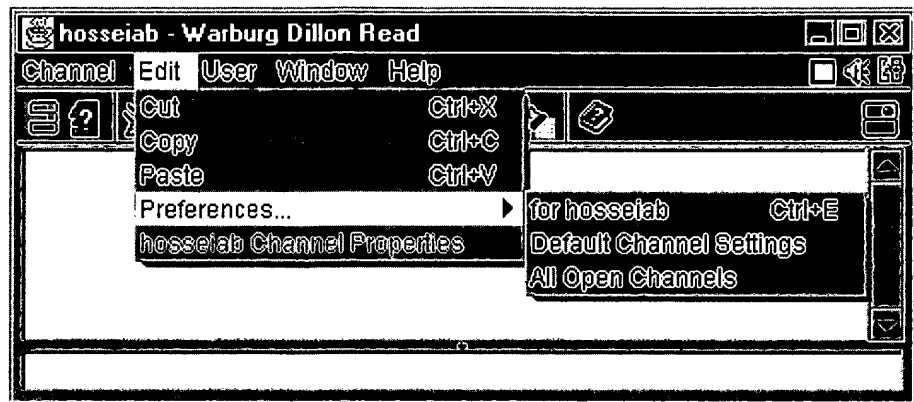 hosseiab - Warburg Dillon Read
Channel Edit User Window Help
Cut Ctrl+X
Copy Ctrl+C
Paste Ctrl+V
Preferences...
hosseiab Channel Properties
for hosseiab Ctrl+E
Default Channel Settings
All Open Channels